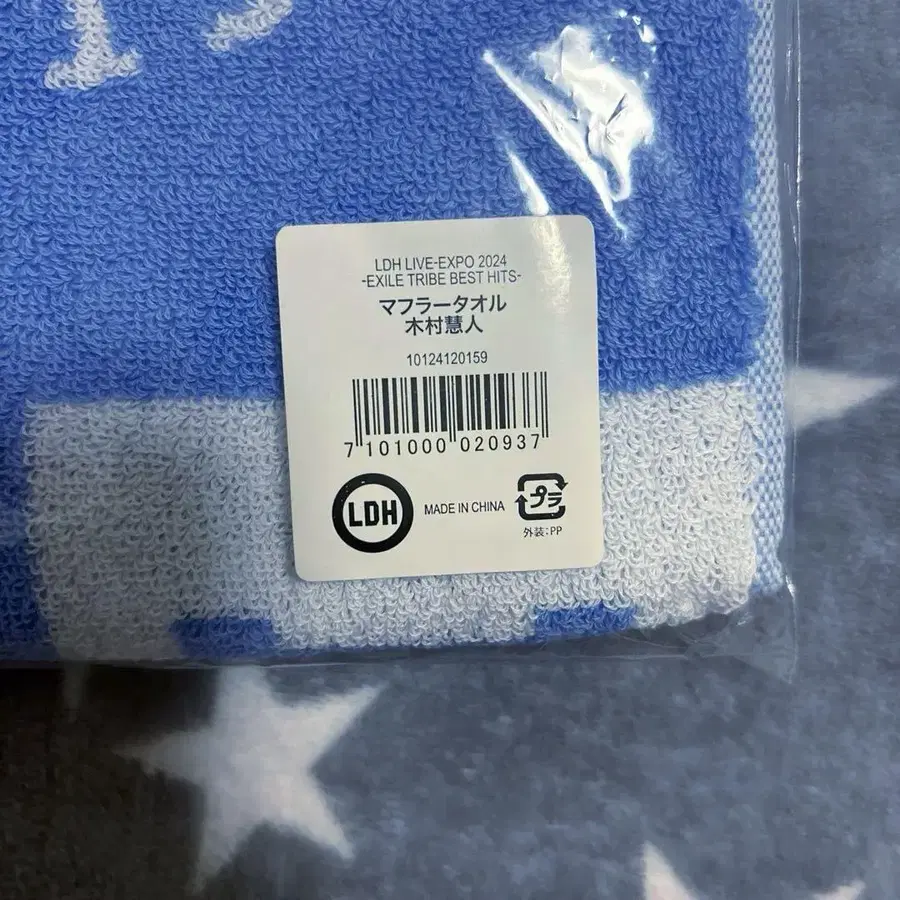 LDH LIVE-EXPO 2024
-EXILE TRIBE BEST HITS-
マフラータオル
木村慧人
10124120159
7 101000 020937
LDH
MADE IN CHINA
プラ
外装:PP